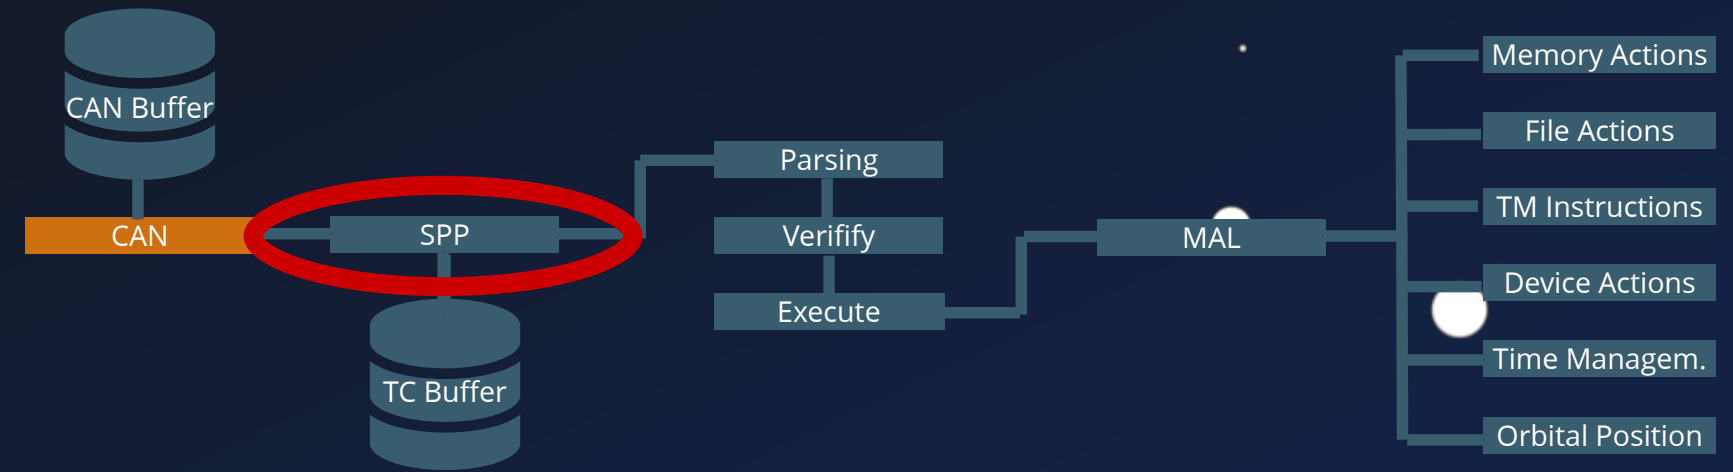 CAN Buffer
CAN
SPP
TC Buffer
Parsing
Verifify
Execute
MAL
Memory Actions
File Actions
TM Instructions
Device Actions
Time Managem.
Orbital Position